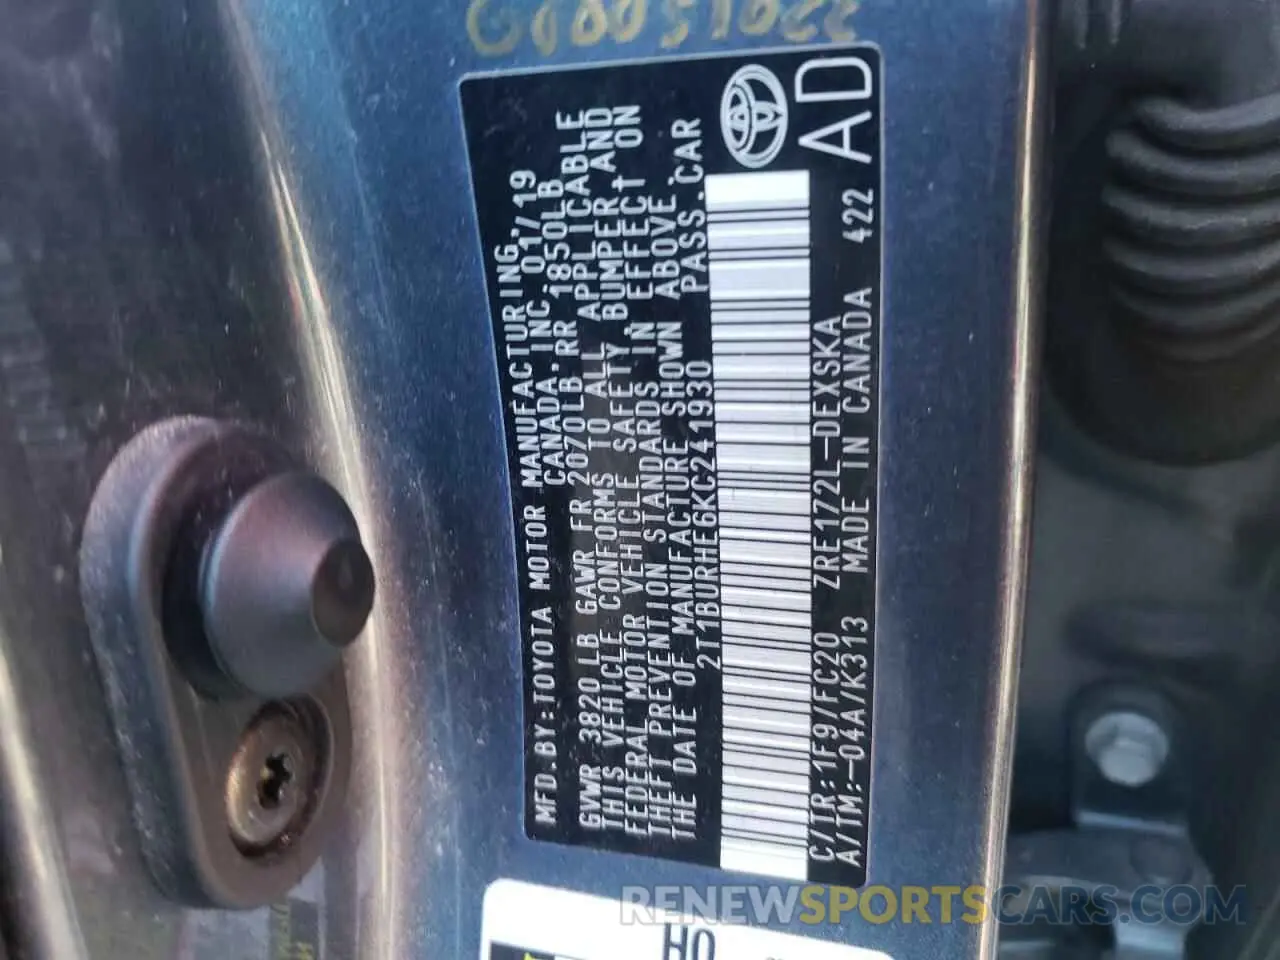 MFD.BY:TOYOTA MOTOR MANUFACTURING,
CANADA,INC. 01/19
GVWR 3820LB GAWR FR 2070LB,RR 1850LB
THIS VEHICLE CONFORMS TO ALL APPLICABLE
FEDERAL MOTOR VEHICLE SAFETY,BUMPER,AND
THEFT PREVENTION STANDARDS IN EFFECT ON
THE DATE OF MANUFACTURE SHOWN ABOVE.
2T1BURHE6KC241930 PASS.CAR
C/TR:1F9/FC20 ZRE172L-DEXSKA
A/TM:-04A/K313 MADE IN CANADA 422
AD
HO
RENEWSPORTSCARS.COM